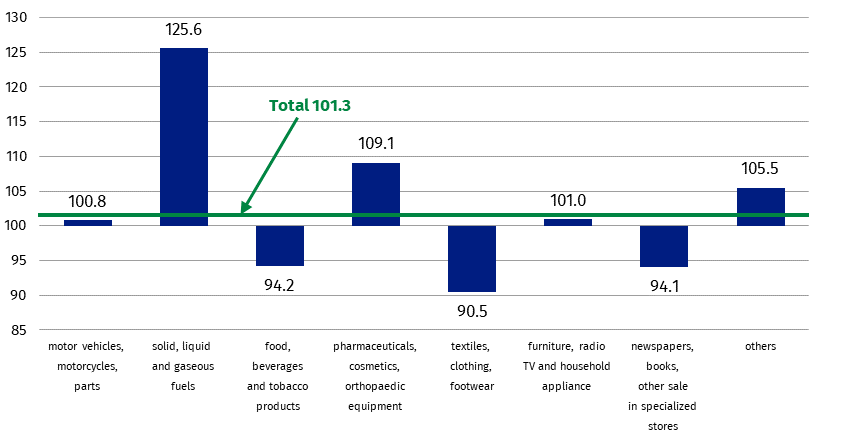 130
125.6
125
120
Total 101.3
115
109.1
110
105.5
105
100.8
101.0
100
95
94.2
94.1
90
90.5
85
motor vehicles,
motorcycles,
parts
solid, liquid
and gaseous
fuels
food,
beverages
and tobacco
products
pharmaceuticals,
cosmetics,
orthopaedic
equipment
textiles,
clothing,
footwear
furniture, radio
TV and household
appliance
newspapers,
books,
other sale
in specialized
stores
others